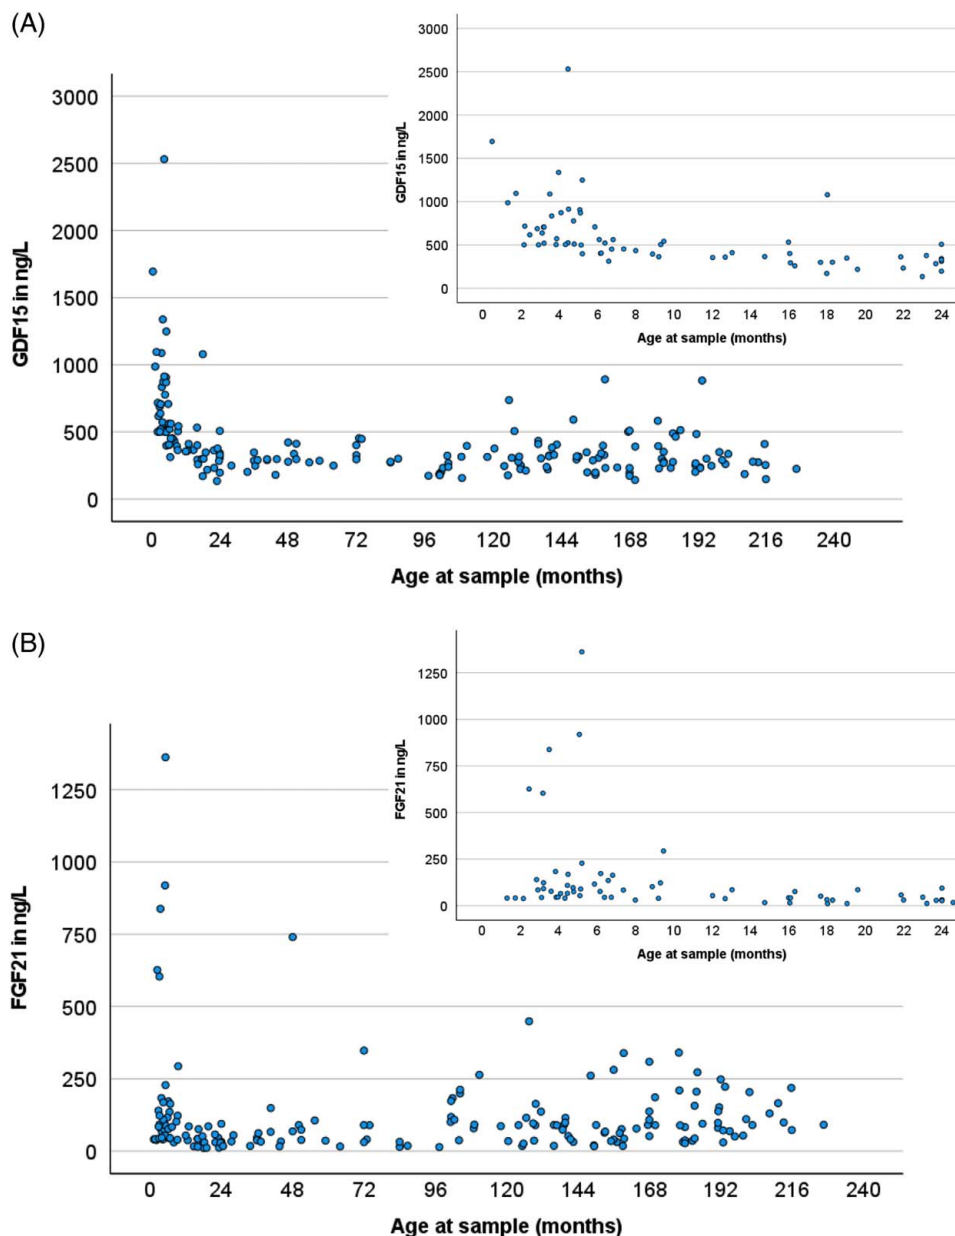 (A)
3000
2500
2000
1500
1000
500
0
GDF15 in ng/L
0 2 4 6 8 10 12 14 16 18 20 22 24
Age at sample (months)
3000
2500
2000
1500
1000
500
0
GDF15 in ng/L
0 24 48 72 96 120 144 168 192 216 240
Age at sample (months)
(B)
1250
1000
750
500
250
0
FGF21 in ng/L
0 2 4 6 8 10 12 14 16 18 20 22 24
Age at sample (months)
1250
1000
750
500
250
0
FGF21 in ng/L
0 24 48 72 96 120 144 168 192 216 240
Age at sample (months)